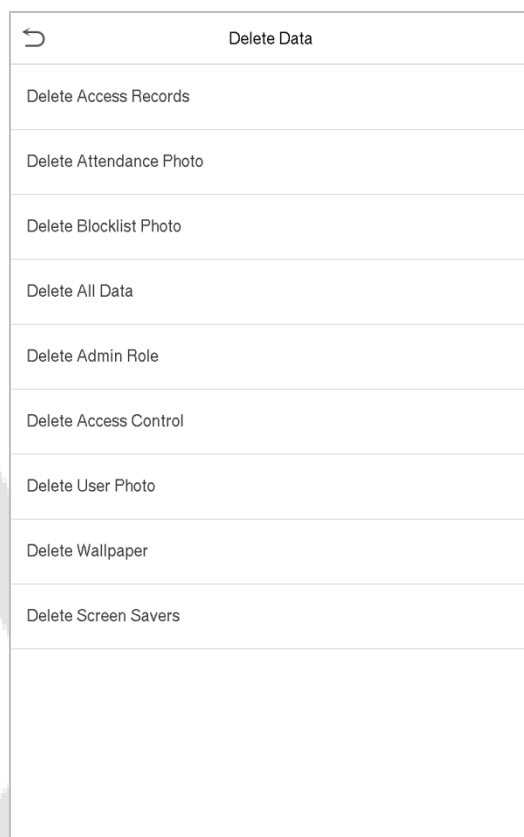 Delete Data
Delete Access Records
Delete Attendance Photo
Delete Blocklist Photo
Delete All Data
Delete Admin Role
Delete Access Control
Delete User Photo
Delete Wallpaper
Delete Screen Savers